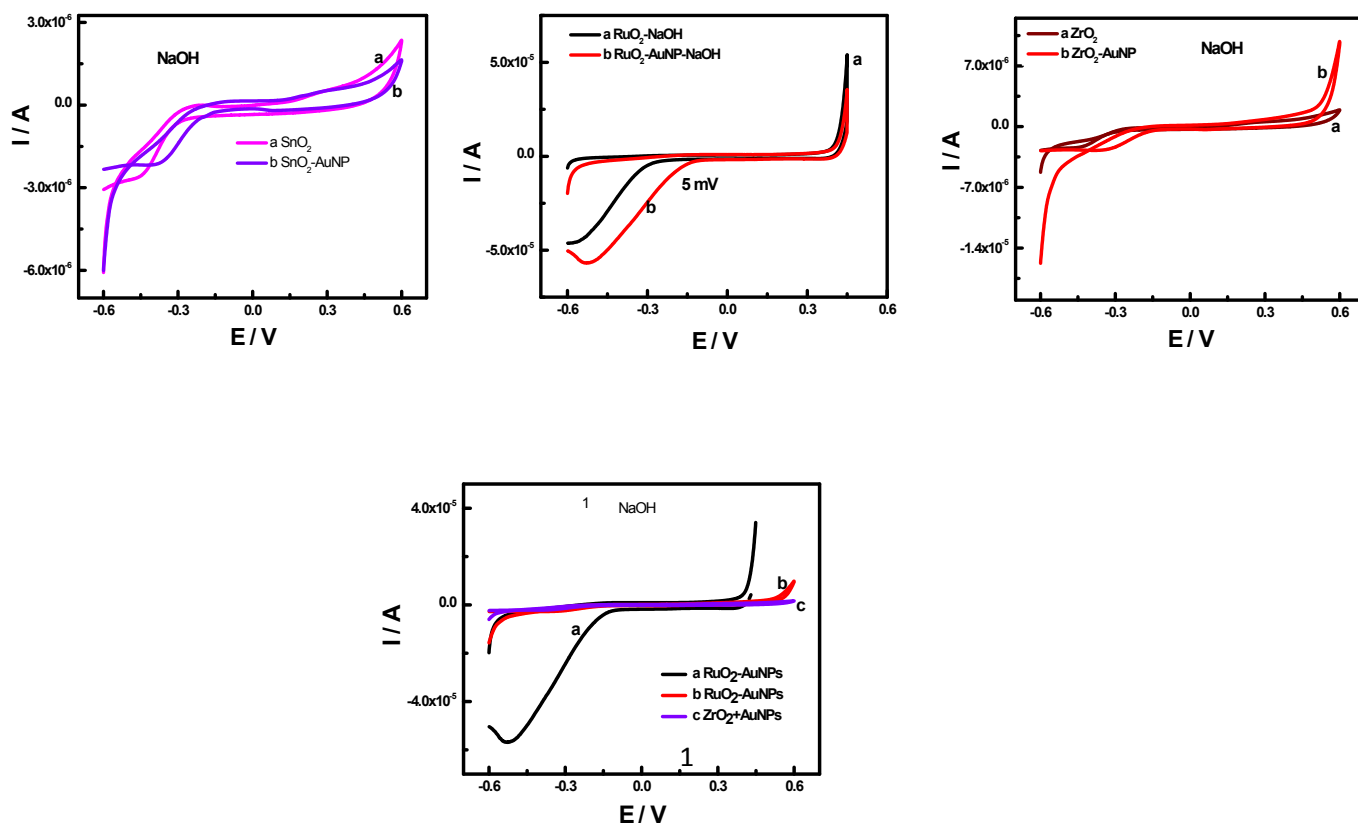 3.0x10⁻⁶
0.0
-3.0x10⁻⁶
-6.0x10⁻⁶
I / A
NaOH
a
b
a SnO₂
b SnO₂-AuNP
-0.6 -0.3 0.0 0.3 0.6
E / V
5.0x10⁻⁵
0.0
-5.0x10⁻⁵
I / A
a RuO₂-NaOH
b RuO₂-AuNP-NaOH
a
5 mV
b
-0.6 -0.3 0.0 0.3 0.6
E / V
7.0x10⁻⁶
0.0
-7.0x10⁻⁶
-1.4x10⁻⁵
I / A
a ZrO₂
b ZrO₂-AuNP
NaOH
b
a
-0.6 -0.3 0.0 0.3 0.6
E / V
4.0x10⁻⁵
0.0
-4.0x10⁻⁵
I / A
1 NaOH
b
c
a
a RuO₂-AuNPs
b RuO₂-AuNPs
c ZrO₂+AuNPs
1
-0.6 -0.3 0.0 0.3 0.6
E / V